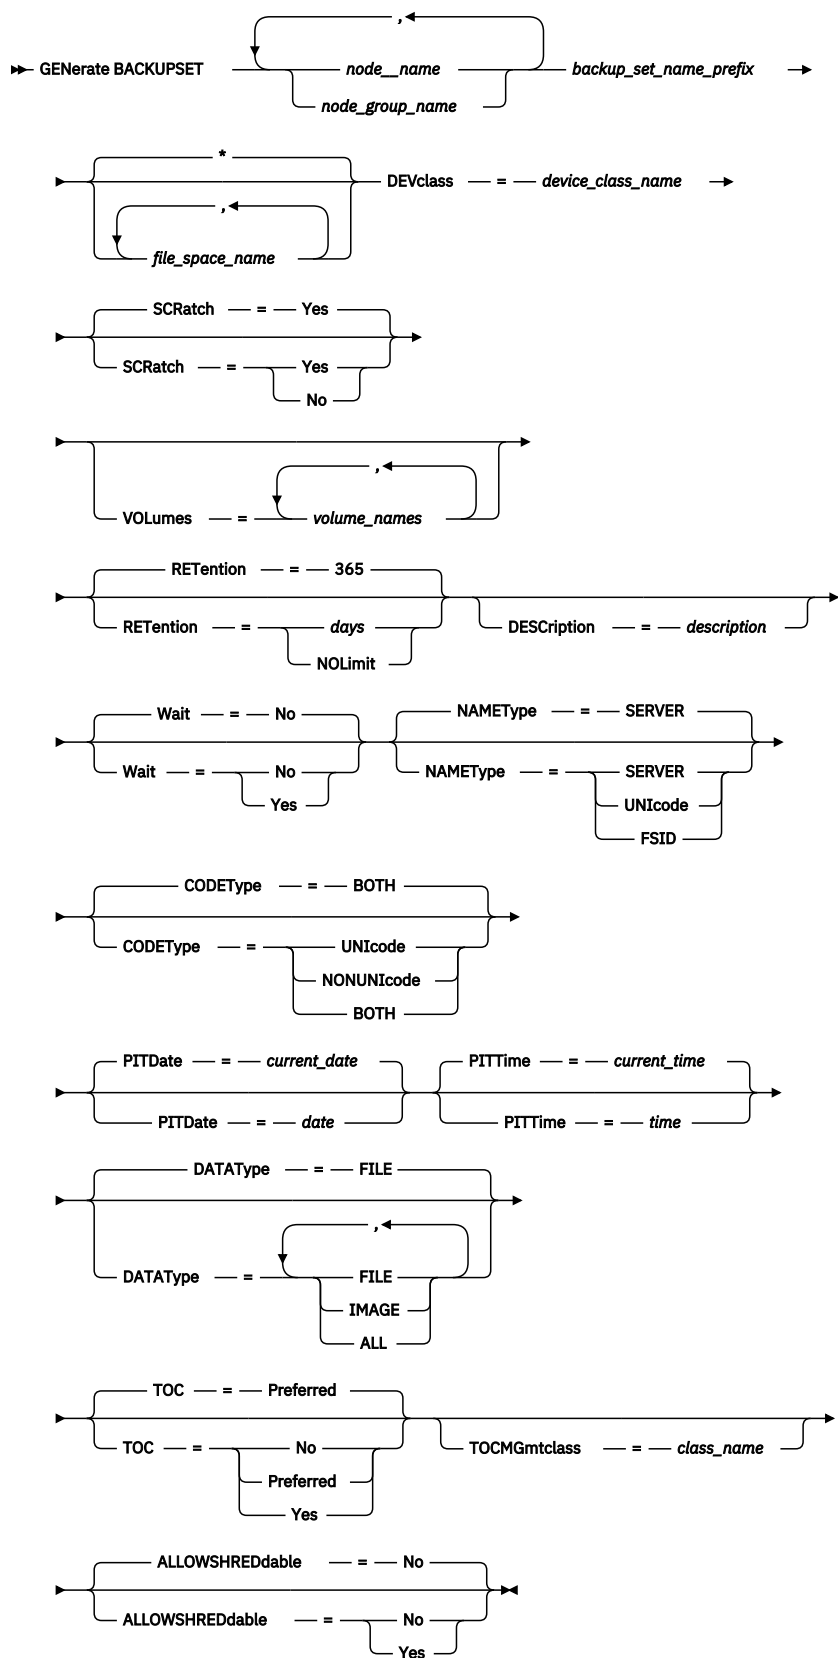 ,
GENerate BACKUPSET node__name backup_set_name_prefix
node_group_name
*
DEVclass = device_class_name
,
file_space_name
SCRatch = Yes
SCRatch = Yes
No
,
VOLumes = volume_names
RETention = 365
RETention = days DESCription = description
NOLimit
Wait = No NAMEType = SERVER
Wait = No NAMEType = SERVER
Yes UNIcode
FSID
CODEType = BOTH
CODEType = UNIcode
NONUNIcode
BOTH
PITDate = current_date PITTime = current_time
PITDate = date PITTime = time
DATAType = FILE
,
DATAType = FILE
IMAGE
ALL
TOC = Preferred
TOC = No TOCMGmtclass = class_name
Preferred
Yes
ALLOWSHREDdable = No
ALLOWSHREDdable = No
Yes